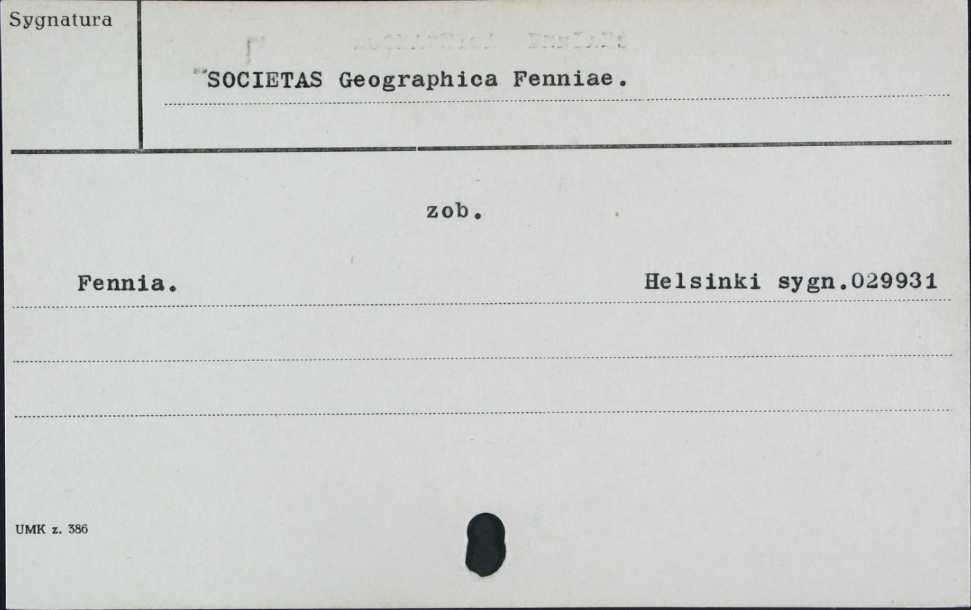 Sygnatura
SOCIETAS Geographica Fenniae.
zob.
Fennia. Helsinki sygn.029931
UMK z. 386